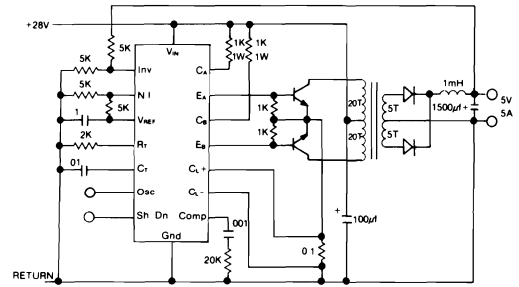 +28V
5K
5K
5K
5K
1
2K
01
VIN
Inv
N I
VREF
RT
CT
Osc
Sh Dn
Gnd
CA
EA
CB
EB
CL+
CL-
Comp
1K
1W
1K
1W
1K
1K
001
20K
20T
20T
5T
5T
1mH
1500μf +
5V
5A
+
100μf
0 1
RETURN